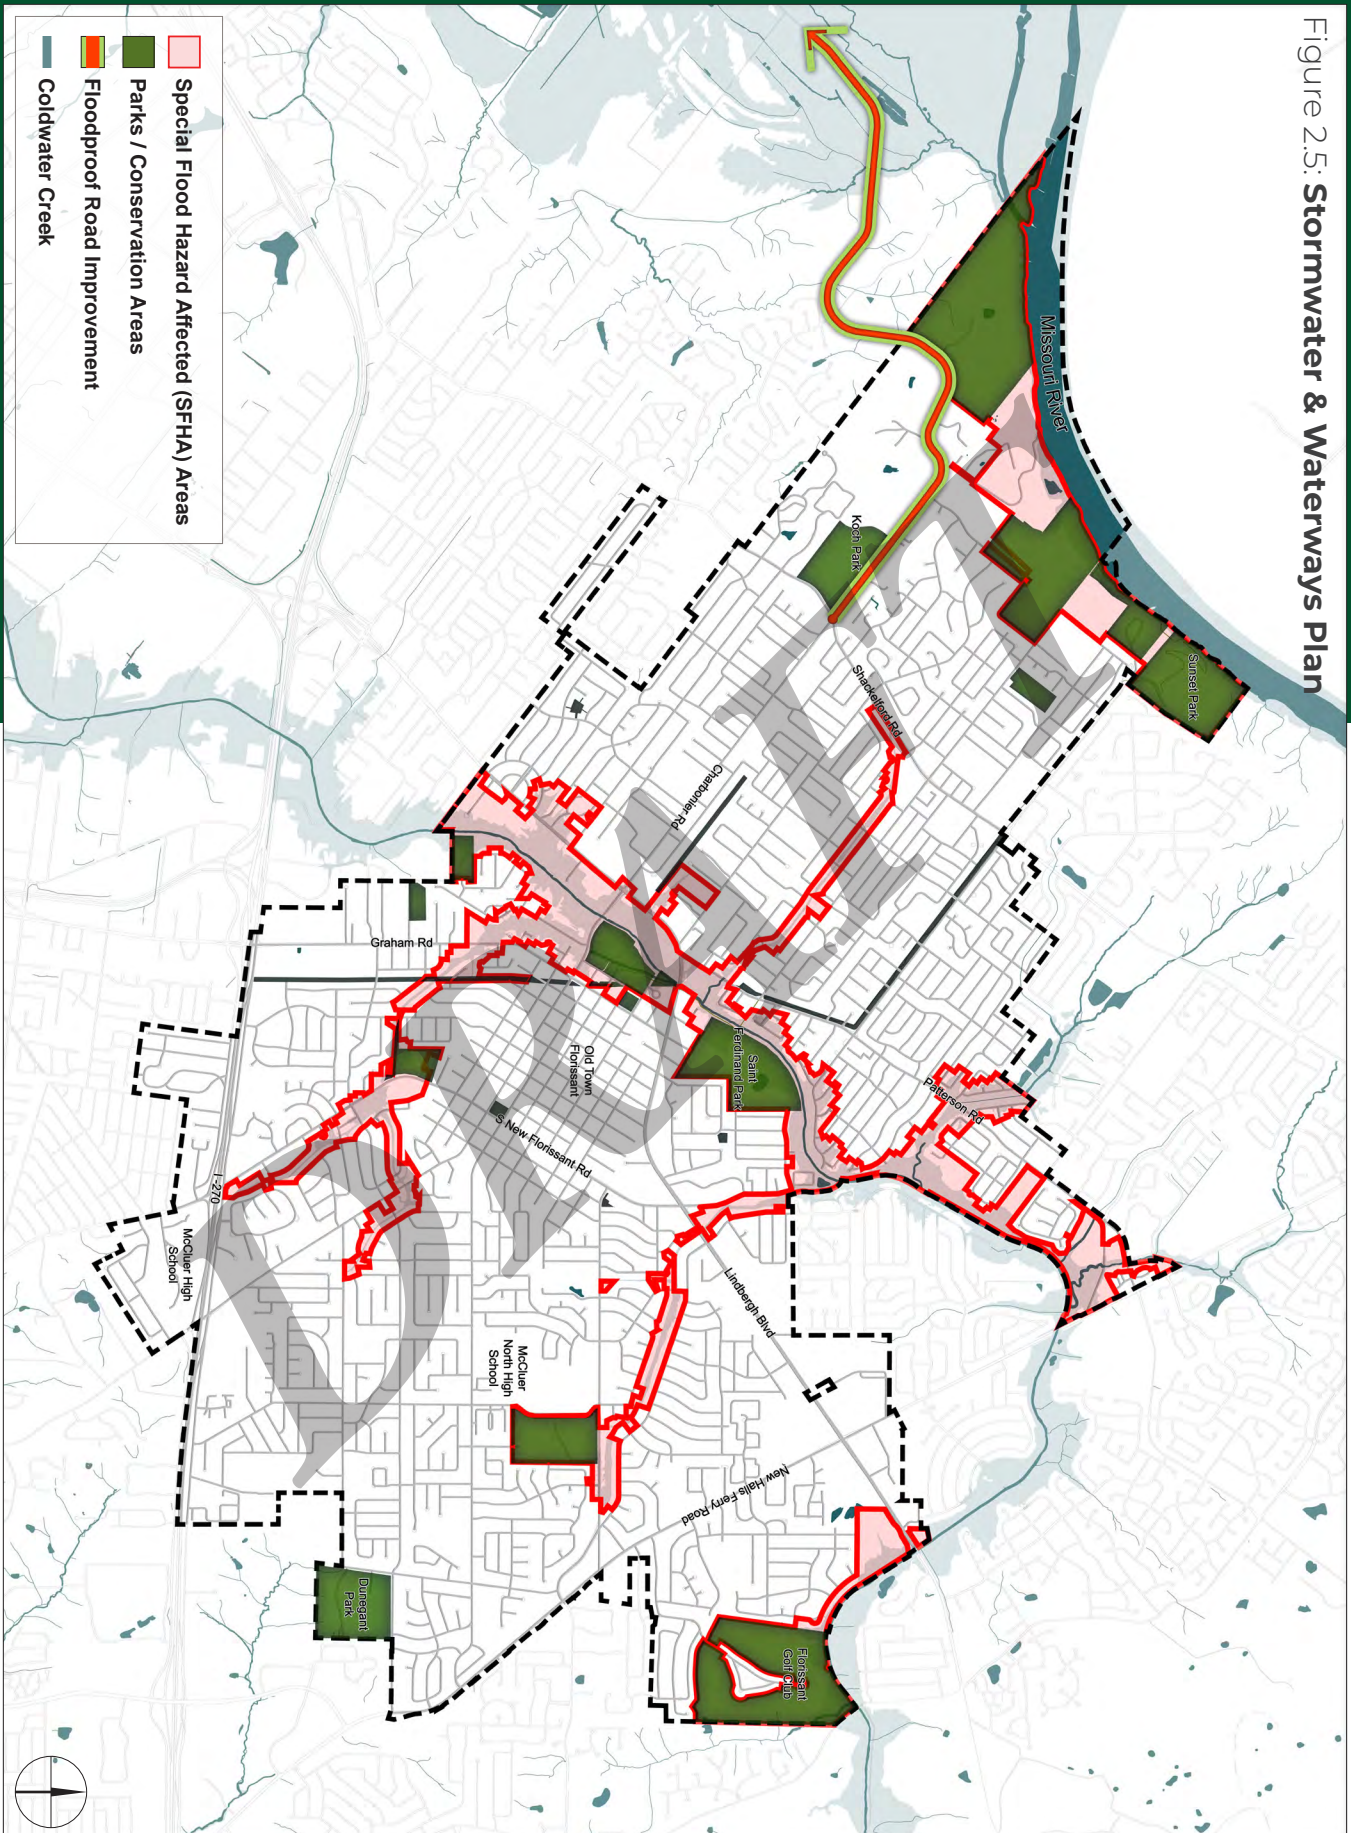 Figure 2.5: Stormwater & Waterways Plan
Special Flood Hazard Affected (SFHA) Areas
Parks / Conservation Areas
Floodproof Road Improvement
Coldwater Creek
Missouri River
Sunset Park
Koch Park
Shackelford Rd
Charbonier Rd
Graham Rd
Old Town
Florissant
Saint
Ferdinand Park
Patterson Rd
S New Florissant Rd
I-270
McCluer High
School
Lindbergh Blvd
McCluer
North High
School
New Halls Ferry Road
Dunegant
Park
Florissant
Golf Club
DRAFT